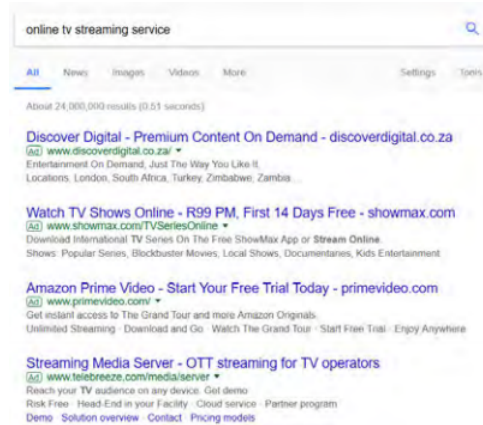 online tv streaming service
All News Images Videos More Settings Tools
About 24,000,000 results (0.51 seconds)
Discover Digital - Premium Content On Demand - discoverdigital.co.za
Ad www.discoverdigital.co.za/
Entertainment On Demand, Just The Way You Like It.
Locations: London, South Africa, Turkey, Zimbabwe, Zambia...
Watch TV Shows Online - R99 PM, First 14 Days Free - showmax.com
Ad www.showmax.com/TVSeriesOnline
Download International TV Series On The Free ShowMax App or Stream Online.
Shows: Popular Series, Blockbuster Movies, Local Shows, Documentaries, Kids Entertainment
Amazon Prime Video - Start Your Free Trial Today - primevideo.com
Ad www.primevideo.com/
Get instant access to The Grand Tour and more Amazon Originals.
Unlimited Streaming · Download and Go · Watch The Grand Tour · Start Free Trial · Enjoy Anywhere
Streaming Media Server - OTT streaming for TV operators
Ad www.telebreeze.com/media/server
Reach your TV audience on any device. Get demo
Risk Free · Head-End in your Facility · Cloud service · Partner program
Demo · Solution overview · Contact · Pricing models